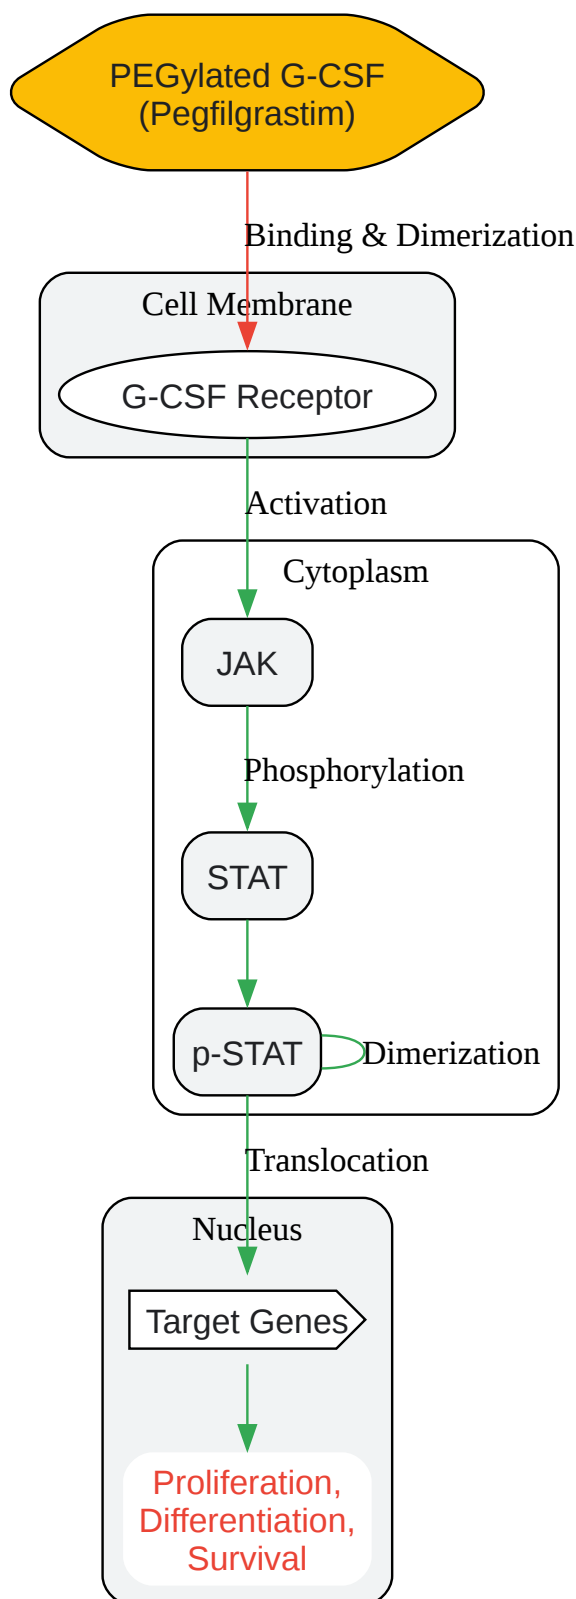 PEGylated G-CSF
(Pegfilgrastim)
Binding & Dimerization
Cell Membrane
G-CSF Receptor
Activation
Cytoplasm
JAK
Phosphorylation
STAT
p-STAT
Dimerization
Translocation
Nucleus
Target Genes
Proliferation,
Differentiation,
Survival